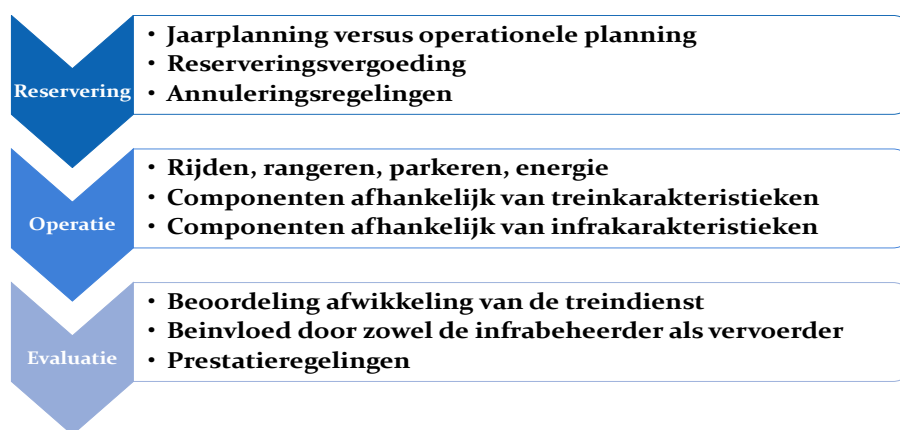 Reservering
• Jaarplanning versus operationele planning
• Reserveringsvergoeding
• Annuleringsregelingen
Operatie
• Rijden, rangeren, parkeren, energie
• Componenten afhankelijk van treinkarakteristieken
• Componenten afhankelijk van infrakarakteristieken
Evaluatie
• Beoordeling afwikkeling van de treindienst
• Beinvloed door zowel de infrabeheerder als vervoerder
• Prestatieregelingen